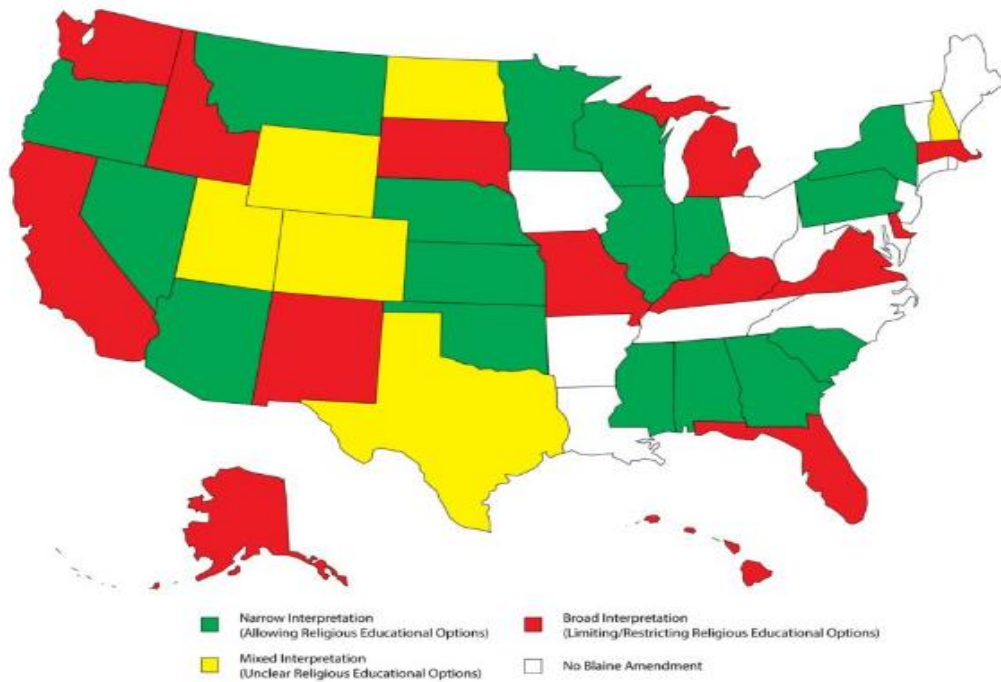 Narrow Interpretation
(Allowing Religious Educational Options)
Mixed Interpretation
(Unclear Religious Educational Options)
Broad Interpretation
(Limiting/Restricting Religious Educational Options)
No Blaine Amendment